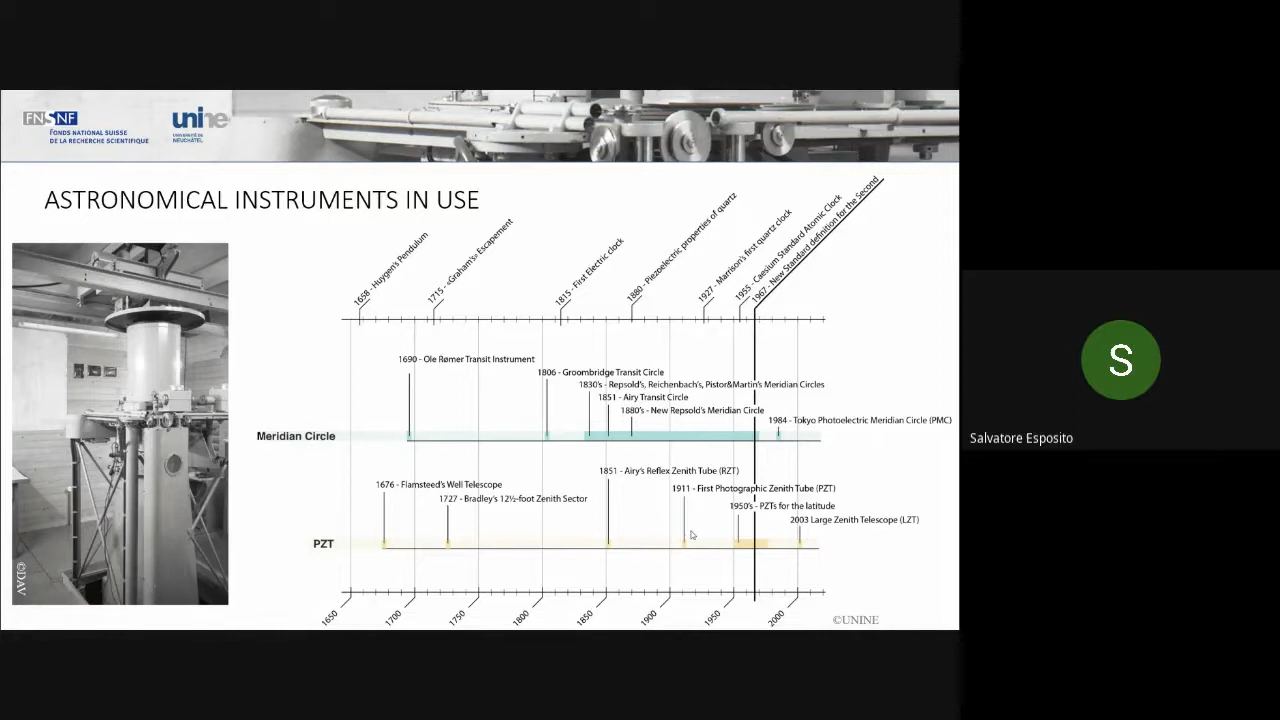 FNSNF
FONDS NATIONAL SUISSE
DE LA RECHERCHE SCIENTIFIQUE
unine
UNIVERSITÉ DE
NEUCHÂTEL
ASTRONOMICAL INSTRUMENTS IN USE
1658 - Huygen's Pendulum
1715 - «Graham's» Escapement
1815 - First Electric clock
1880 - Piezoelectric properties of quartz
1927 - Marrison's first quartz clock
1955 - Caesium Standard Atomic Clock
1967 - New Standard definition for the Second
1690 - Ole Rømer Transit Instrument
1806 - Groombridge Transit Circle
1830's - Repsold's, Reichenbach's, Pistor&Martin's Meridian Circles
1851 - Airy Transit Circle
1880's - New Repsold's Meridian Circle
1984 - Tokyo Photoelectric Meridian Circle (PMC)
Meridian Circle
1851 - Airy's Reflex Zenith Tube (RZT)
1676 - Flamsteed's Well Telescope
1911 - First Photographic Zenith Tube (PZT)
1727 - Bradley's 12½-foot Zenith Sector
1950's - PZTs for the latitude
2003 Large Zenith Telescope (LZT)
PZT
1650
1700
1750
1800
1850
1900
1950
2000
©DAV
©UNINE
S
Salvatore Esposito